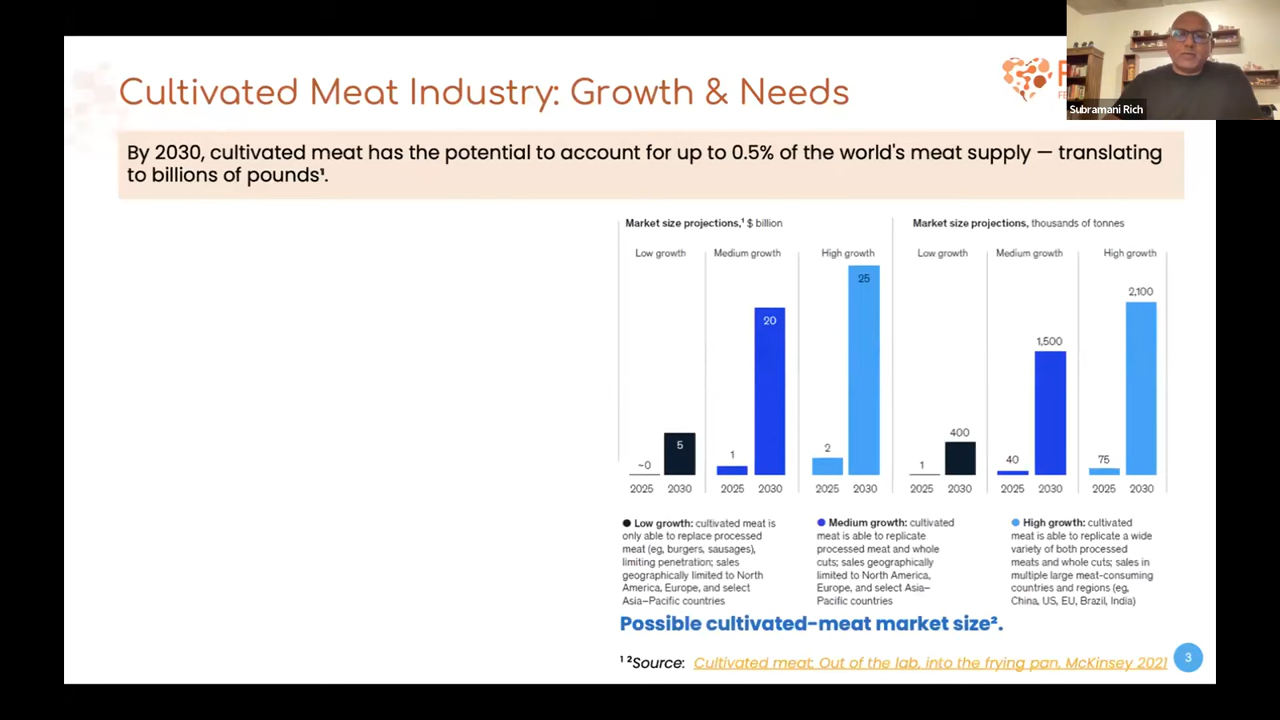 Cultivated Meat Industry: Growth & Needs
Subramani Rich
By 2030, cultivated meat has the potential to account for up to 0.5% of the world's meat supply — translating
to billions of pounds¹.
Market size projections,¹ $ billion
Low growth Medium growth High growth
~0 5 1 20 2 25
2025 2030 2025 2030 2025 2030
Market size projections, thousands of tonnes
Low growth Medium growth High growth
1 400 40 1,500 75 2,100
2025 2030 2025 2030 2025 2030
Low growth: cultivated meat is
only able to replace processed
meat (eg, burgers, sausages),
limiting penetration; sales
geographically limited to North
America, Europe, and select
Asia–Pacific countries
Medium growth: cultivated
meat is able to replicate
processed meat and whole
cuts; sales geographically
limited to North America,
Europe, and select Asia–
Pacific countries
High growth: cultivated
meat is able to replicate a wide
variety of both processed
meats and whole cuts; sales in
multiple large meat-consuming
countries and regions (eg,
China, US, EU, Brazil, India)
Possible cultivated-meat market size².
¹ ²Source: Cultivated meat: Out of the lab, into the frying pan. McKinsey 2021
3